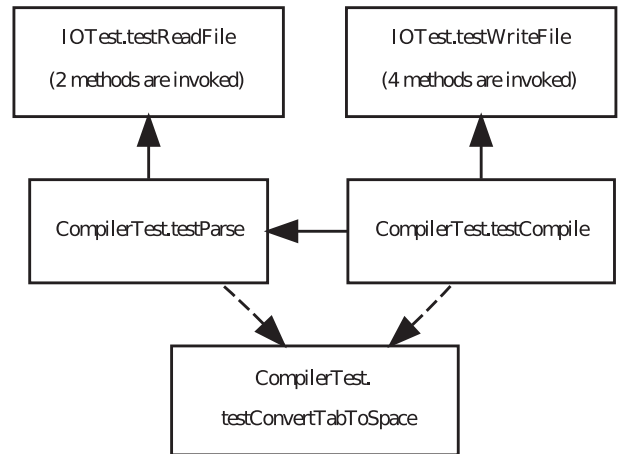 IOTest.testReadFile
(2 methods are invoked)
IOTest.testWriteFile
(4 methods are invoked)
CompilerTest.testParse
CompilerTest.testCompile
CompilerTest.
testConvertTabToSpace